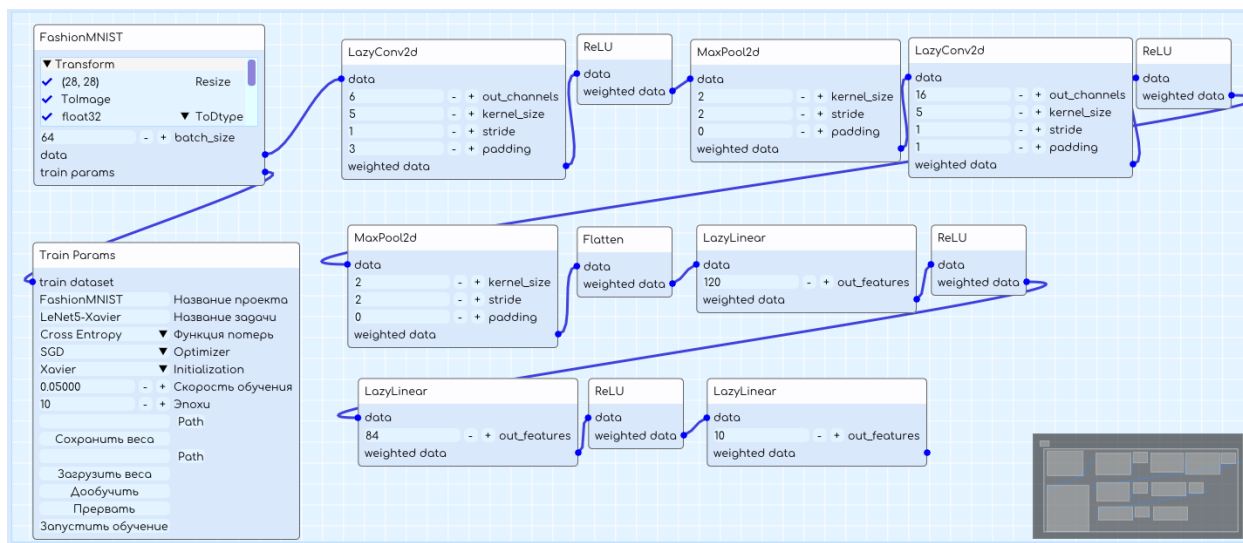 FashionMNIST
▼ Transform
✓ (28, 28) Resize
✓ ToImage
✓ float32 ▼ ToDtype
64 - + batch_size
data
train params
LazyConv2d
data
6 - + out_channels
5 - + kernel_size
1 - + stride
3 - + padding
weighted data
ReLU
data
weighted data
MaxPool2d
data
2 - + kernel_size
2 - + stride
0 - + padding
weighted data
LazyConv2d
data
16 - + out_channels
5 - + kernel_size
1 - + stride
1 - + padding
weighted data
ReLU
data
weighted data
Train Params
train dataset
FashionMNIST Название проекта
LeNet5-Xavier Название задачи
Cross Entropy ▼ Функция потерь
SGD ▼ Optimizer
Xavier ▼ Initialization
0.05000 - + Скорость обучения
10 - + Эпохи
Path
Сохранить веса
Path
Загрузить веса
Дообучить
Прервать
Запустить обучение
MaxPool2d
data
2 - + kernel_size
2 - + stride
0 - + padding
weighted data
Flatten
data
weighted data
LazyLinear
data
120 - + out_features
weighted data
ReLU
data
weighted data
LazyLinear
data
84 - + out_features
weighted data
ReLU
data
weighted data
LazyLinear
data
10 - + out_features
weighted data